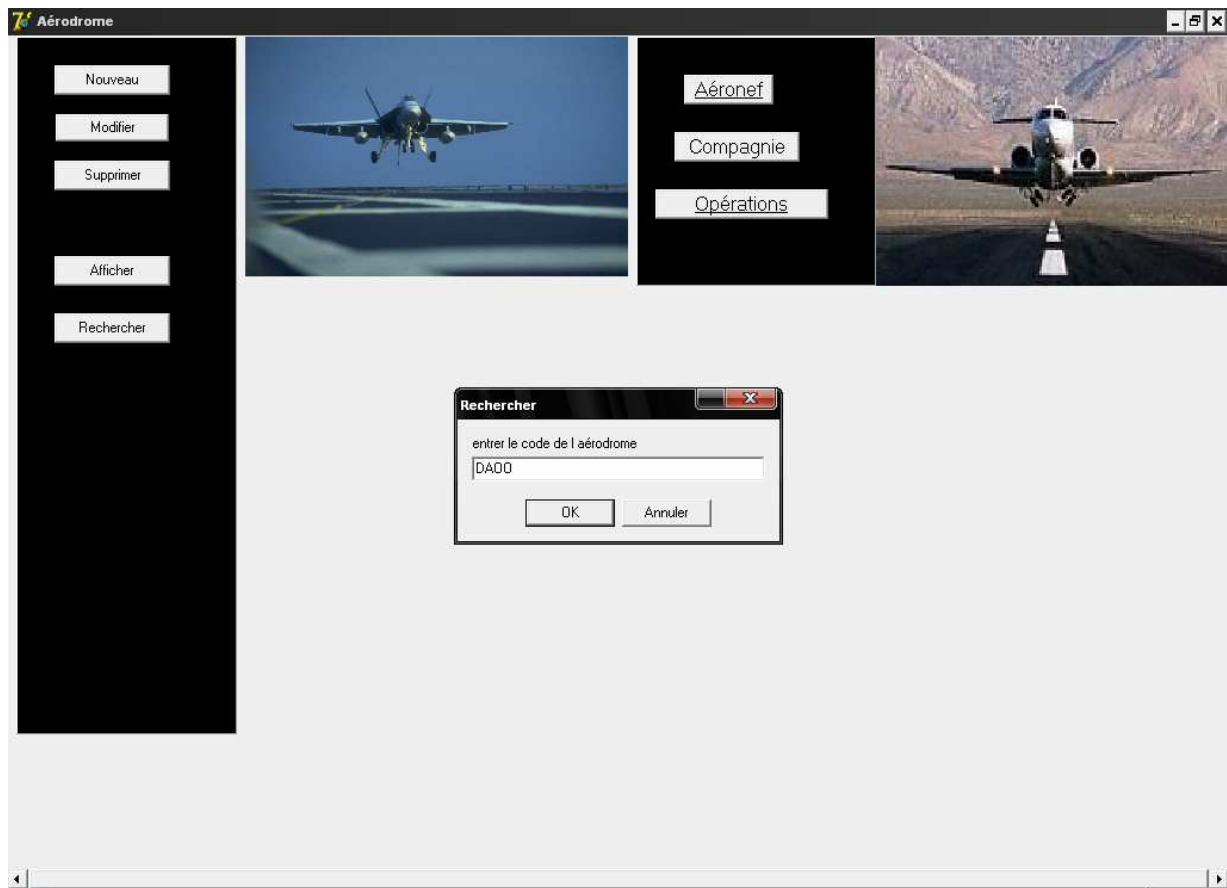 Aérodrome
Nouveau
Modifier
Supprimer
Afficher
Rechercher
Aéronef
Compagnie
Opérations
Rechercher
entrer le code de l aérodrome
DAOO
OK
Annuler